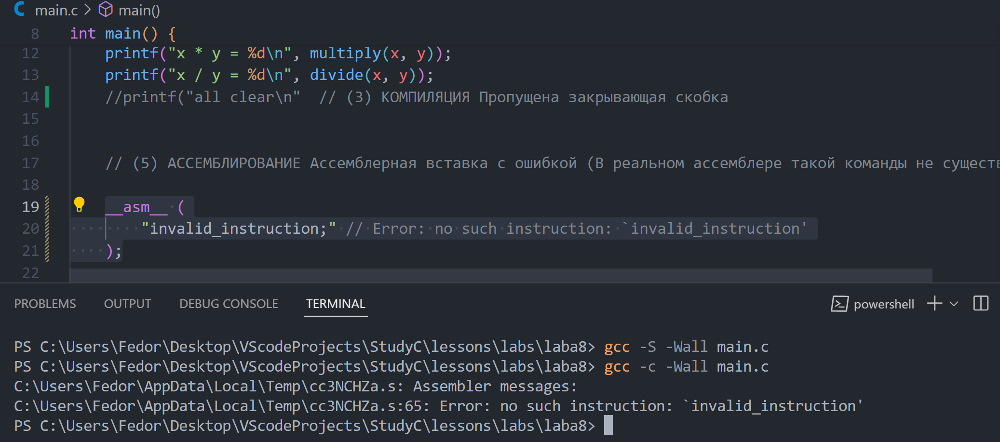 main.c > main()
8 int main() {
12 printf("x * y = %d\n", multiply(x, y));
13 printf("x / y = %d\n", divide(x, y));
14 //printf("all clear\n"  // (3) КОМПИЛЯЦИЯ Пропущена закрывающая скобка
15
16
17 // (5) АССЕМБЛИРОВАНИЕ Ассемблерная вставка с ошибкой (В реальном ассемблере такой команды не
18
19 __asm__ (
20 "invalid_instruction;" // Error: no such instruction: `invalid_instruction'
21 );
22
PROBLEMS OUTPUT DEBUG CONSOLE TERMINAL powershell
PS C:\Users\Fedor\Desktop\VScodeProjects\StudyC\lessons\labs\laba8> gcc -S -Wall main.c
PS C:\Users\Fedor\Desktop\VScodeProjects\StudyC\lessons\labs\laba8> gcc -c -Wall main.c
C:\Users\Fedor\AppData\Local\Temp\cc3NCHZa.s: Assembler messages:
C:\Users\Fedor\AppData\Local\Temp\cc3NCHZa.s:65: Error: no such instruction: `invalid_instruction'
PS C:\Users\Fedor\Desktop\VScodeProjects\StudyC\lessons\labs\laba8>